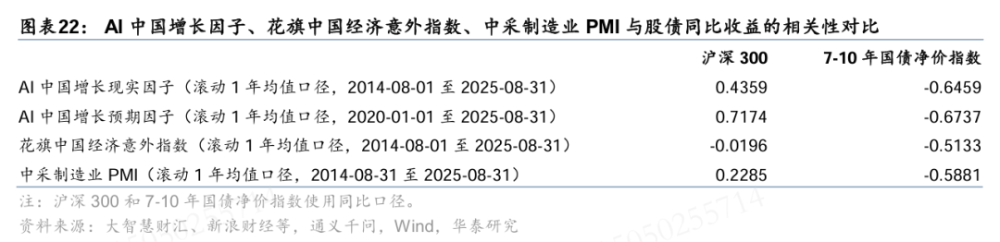 图表22： AI 中国增长因子、花旗中国经济意外指数、中采制造业 PMI 与股债同比收益的相关性对比
沪深 300 7-10 年国债净价指数
AI 中国增长现实因子（滚动 1 年均值口径，2014-08-01 至 2025-08-31） 0.4359 -0.6459
AI 中国增长预期因子（滚动 1 年均值口径，2020-01-01 至 2025-08-31） 0.7174 -0.6737
花旗中国经济意外指数（滚动 1 年均值口径，2014-08-01 至 2025-08-31） -0.0196 -0.5133
中采制造业 PMI（滚动 1 年均值口径，2014-08-31 至 2025-08-31） 0.2285 -0.5881
注：沪深 300 和 7-10 年国债净价指数使用同比口径。
资料来源：大智慧财汇、新浪财经等，通义千问，Wind，华泰研究